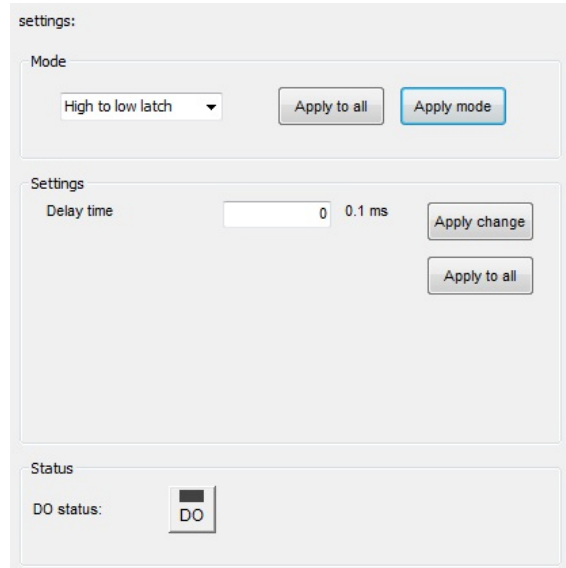 settings:
Mode
High to low latch Apply to all Apply mode
Settings
Delay time 0 0.1 ms Apply change
Apply to all
Status
DO status: DO